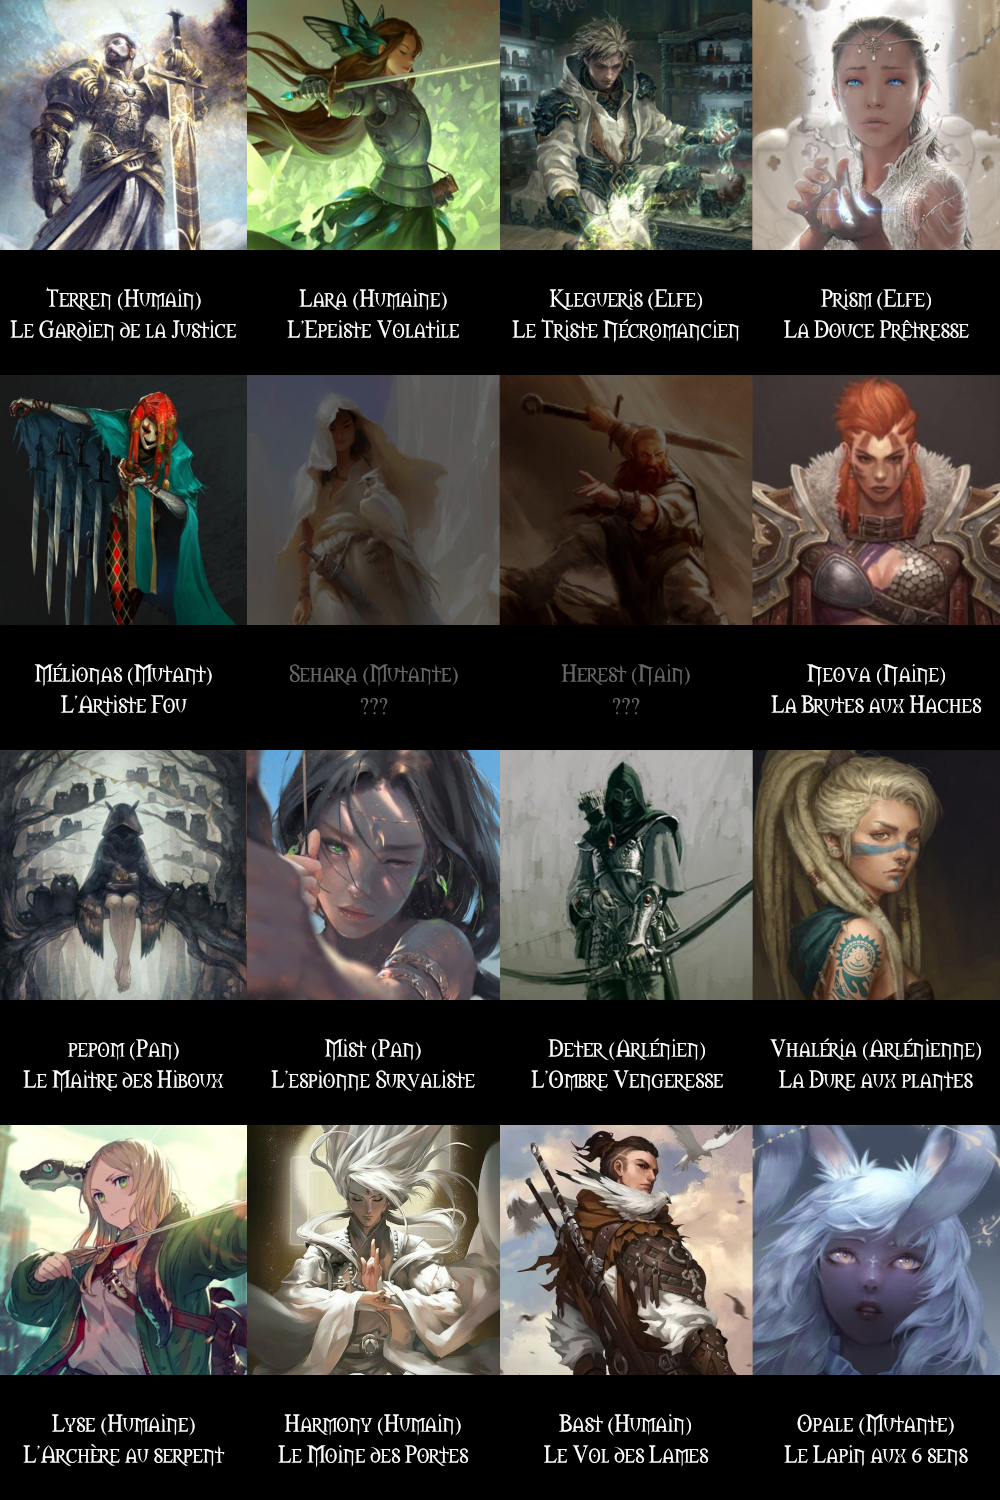 Terren (Humain)
Le Gardien de la Justice
Lara (Humaine)
L'Epeiste Volatile
Klegueris (Elfe)
Le Triste Nécromancien
Prism (Elfe)
La Douce Prêtresse
Mélionas (Mutant)
L'Artiste Fou
Sehara (Mutante)
???
Herest (Nain)
???
Neova (Naine)
La Brutes aux Haches
pepom (Pan)
Le Maitre des Hiboux
Mist (Pan)
L'espionne Survaliste
Deter (Arlénien)
L'Ombre Vengeresse
Vhaléria (Arlénienne)
La Dure aux plantes
Lyse (Humaine)
L'Archère au serpent
Harmony (Humain)
Le Moine des Portes
Bast (Humain)
Le Vol des Lames
Opale (Mutante)
Le Lapin aux 6 sens